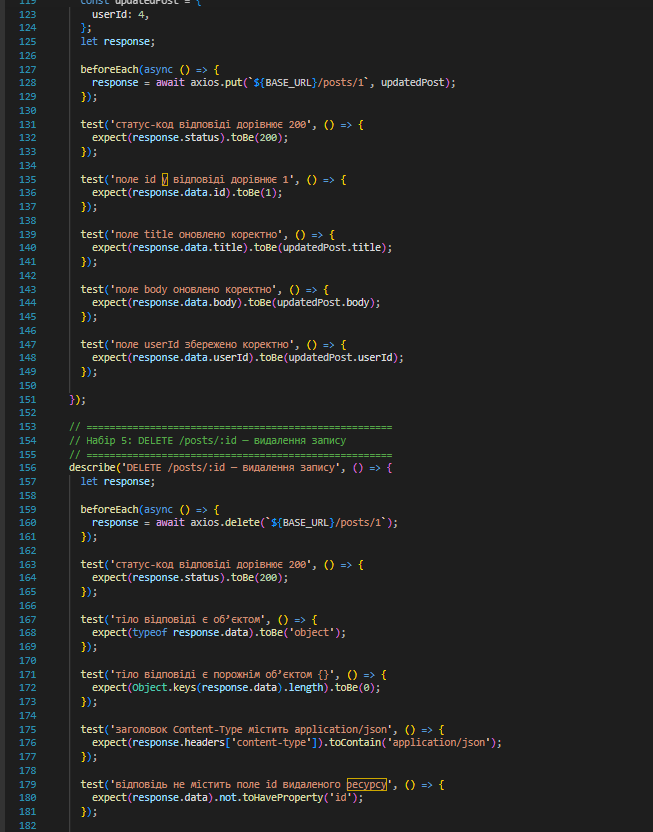 119 const updatedPost = {
123 userId: 4,
124 };
125 let response;
126
127 beforeEach(async () => {
128 response = await axios.put(`${BASE_URL}/posts/1`, updatedPost);
129 });
130
131 test('статус-код відповіді дорівнює 200', () => {
132 expect(response.status).toBe(200);
133 });
134
135 test('поле id у відповіді дорівнює 1', () => {
136 expect(response.data.id).toBe(1);
137 });
138
139 test('поле title оновлено коректно', () => {
140 expect(response.data.title).toBe(updatedPost.title);
141 });
142
143 test('поле body оновлено коректно', () => {
144 expect(response.data.body).toBe(updatedPost.body);
145 });
146
147 test('поле userId збережено коректно', () => {
148 expect(response.data.userId).toBe(updatedPost.userId);
149 });
150
151 });
152
153 // =====================================================
154 // Набір 5: DELETE /posts/:id — видалення запису
155 // =====================================================
156 describe('DELETE /posts/:id — видалення запису', () => {
157 let response;
158
159 beforeEach(async () => {
160 response = await axios.delete(`${BASE_URL}/posts/1`);
161 });
162
163 test('статус-код відповіді дорівнює 200', () => {
164 expect(response.status).toBe(200);
165 });
166
167 test('тіло відповіді є об’єктом', () => {
168 expect(typeof response.data).toBe('object');
169 });
170
171 test('тіло відповіді є порожнім об’єктом {}', () => {
172 expect(Object.keys(response.data).length).toBe(0);
173 });
174
175 test('заголовок Content-Type містить application/json', () => {
176 expect(response.headers['content-type']).toContain('application/json');
177 });
178
179 test('відповідь не містить поле id видаленого ресурсу', () => {
180 expect(response.data).not.toHaveProperty('id');
181 });
182